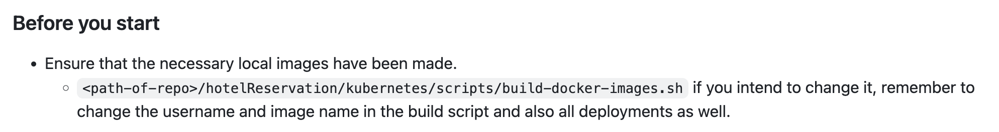 Before you start
• Ensure that the necessary local images have been made.
◦ <path-of-repo>/hotelReservation/kubernetes/scripts/build-docker-images.sh if you intend to change it, remember to
change the username and image name in the build script and also all deployments as well.